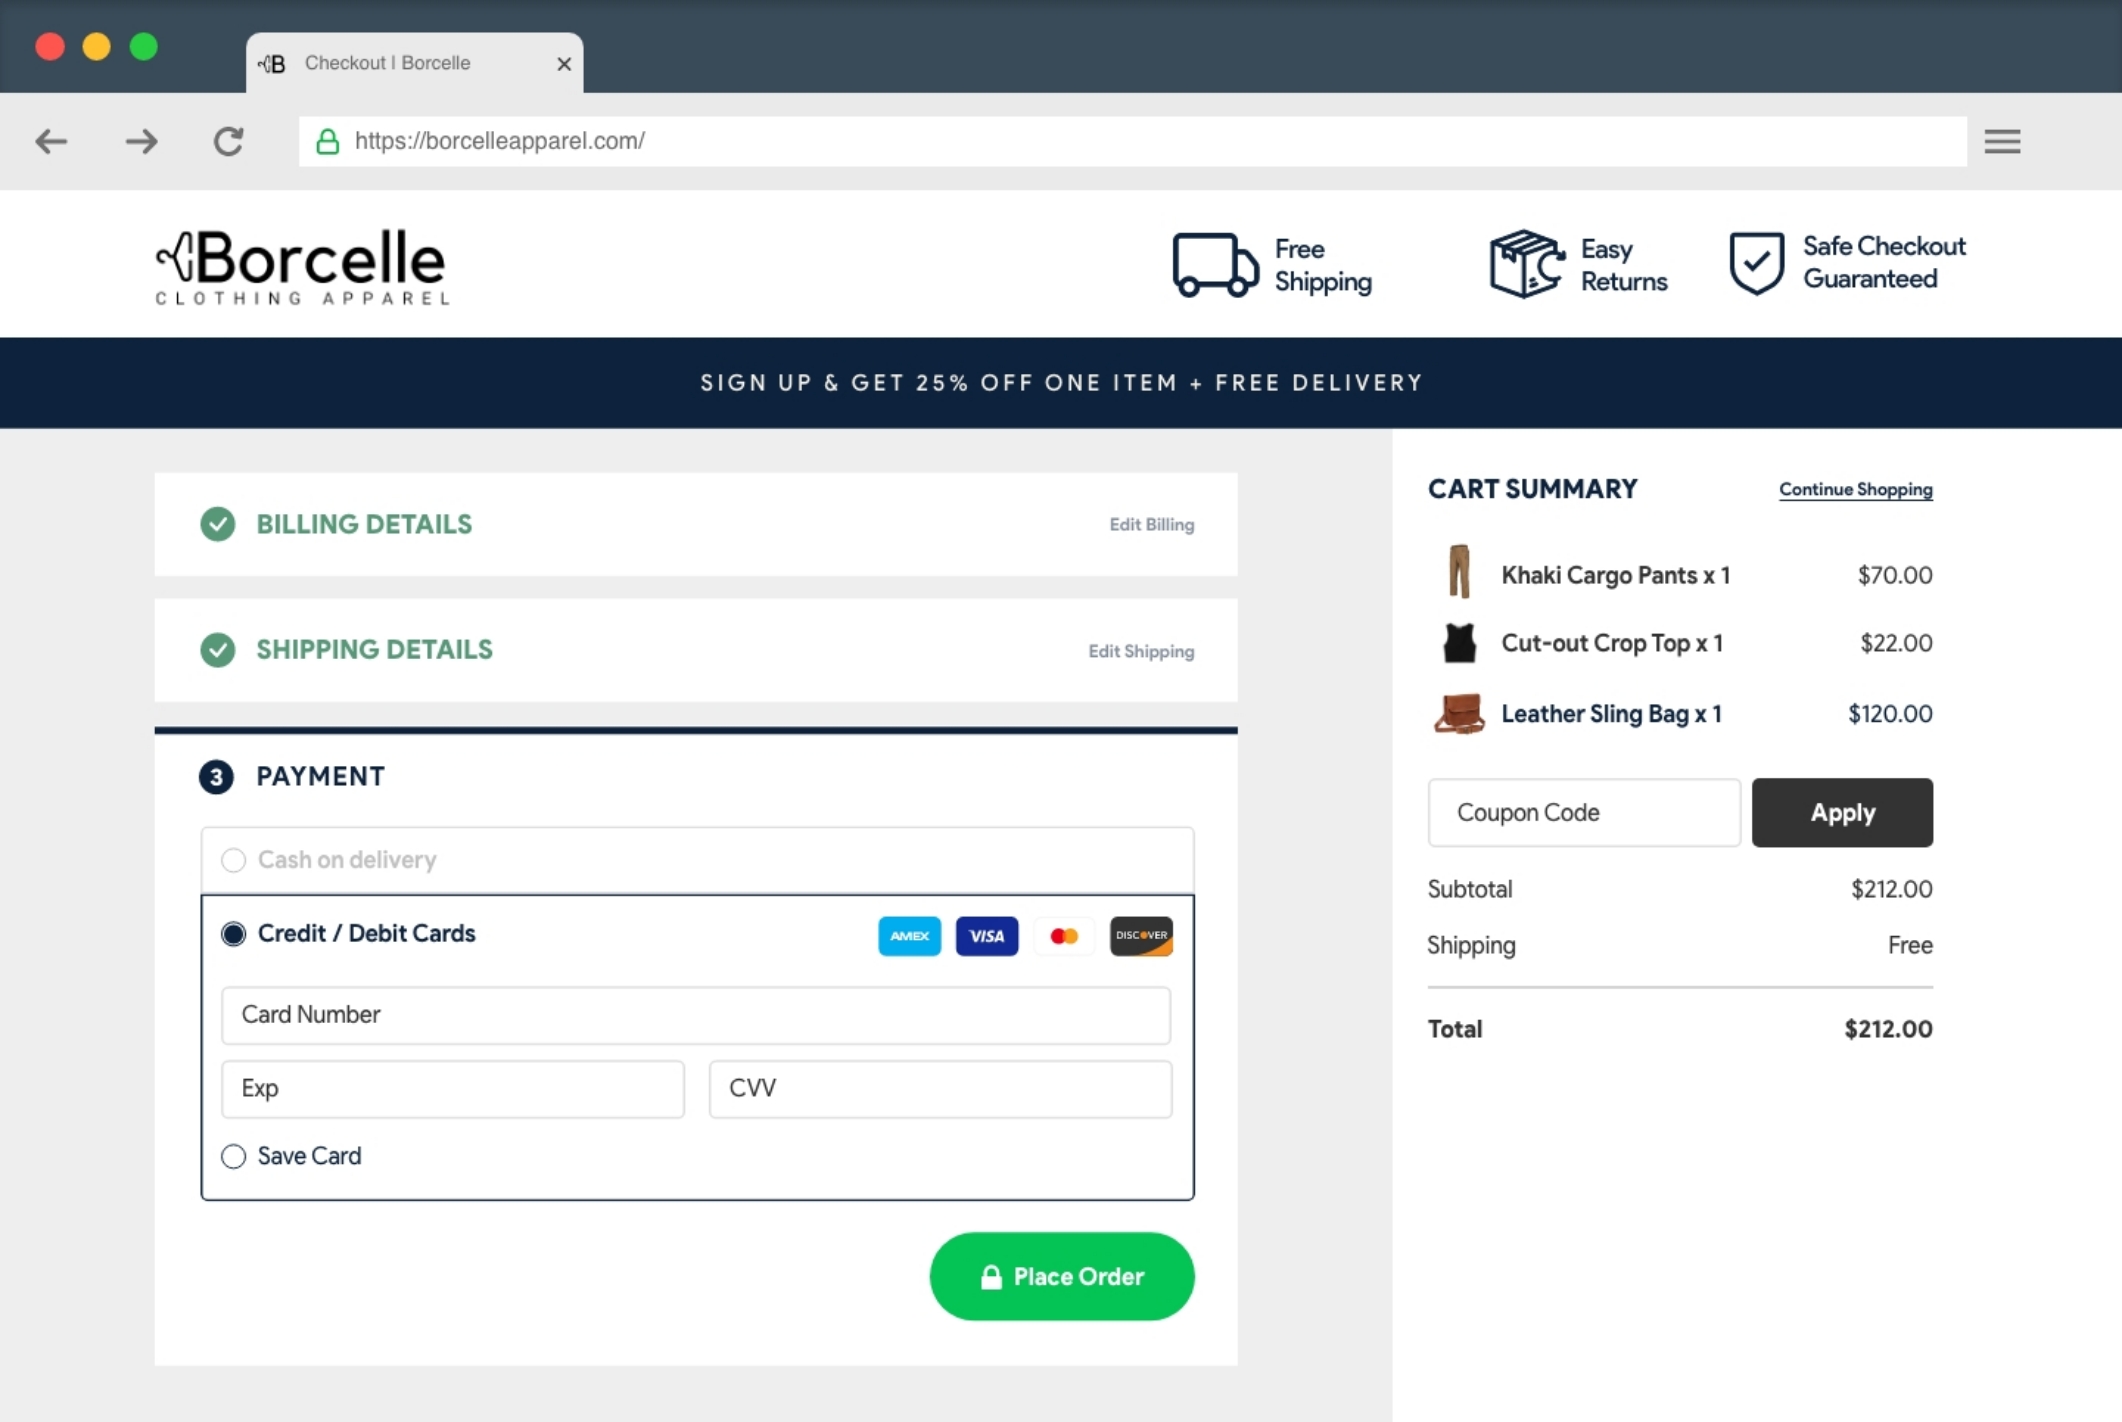 B
Checkout | Borcelle
https://borcelleapparel.com/
Borcelle
CLOTHING APPAREL
Free
Shipping
Easy
Returns
Safe Checkout
Guaranteed
SIGN UP & GET 25% OFF ONE ITEM + FREE DELIVERY
BILLING DETAILS
Edit Billing
SHIPPING DETAILS
Edit Shipping
3 PAYMENT
Cash on delivery
Credit / Debit Cards
AMEX
VISA
DISCOVER
Card Number
Exp
CVV
Save Card
Place Order
CART SUMMARY
Continue Shopping
Khaki Cargo Pants x 1 $70.00
Cut-out Crop Top x 1 $22.00
Leather Sling Bag x 1 $120.00
Coupon Code
Apply
Subtotal $212.00
Shipping Free
Total $212.00